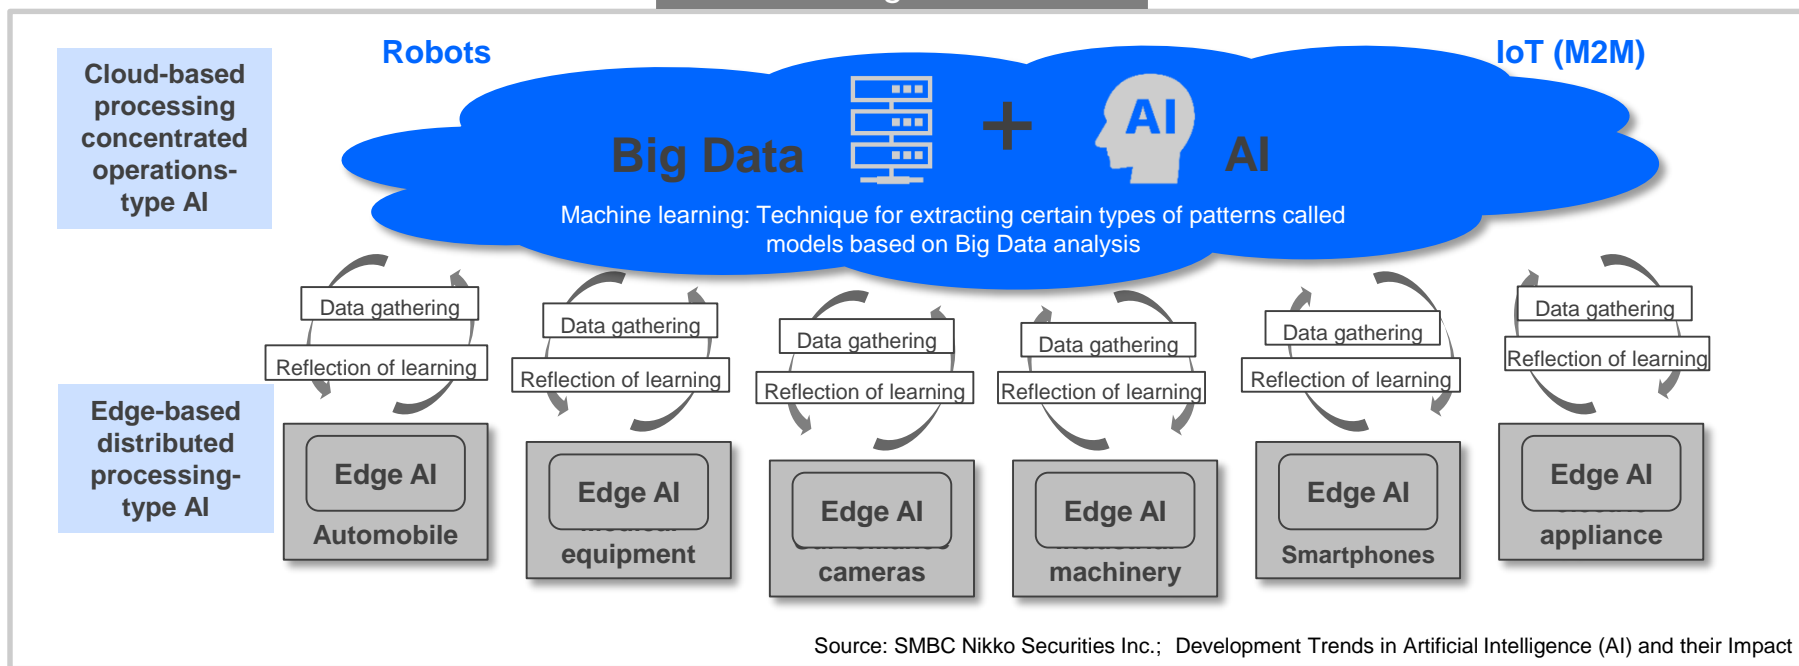 Robots
IoT (M2M)
Cloud-based
processing
concentrated
operations-
type AI
Big Data
+
AI
AI
Machine learning: Technique for extracting certain types of patterns called
models based on Big Data analysis
Data gathering
Reflection of learning
Data gathering
Reflection of learning
Data gathering
Reflection of learning
Data gathering
Reflection of learning
Data gathering
Reflection of learning
Data gathering
Reflection of learning
Edge-based
distributed
processing-
type AI
Edge AI
Automobile
Edge AI
equipment
Edge AI
cameras
Edge AI
machinery
Edge AI
Smartphones
Edge AI
appliance
Source: SMBC Nikko Securities Inc.; Development Trends in Artificial Intelligence (AI) and their Impact